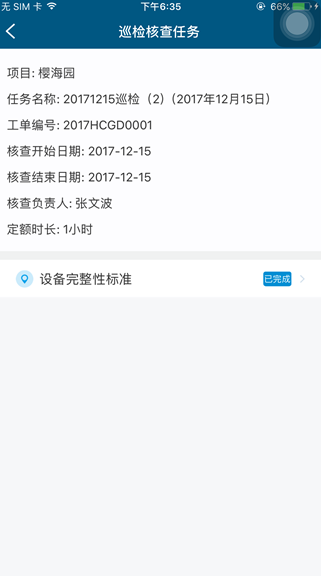 无 SIM 卡 下午6:35 66%
巡检核查任务
项目: 樱海园
任务名称: 20171215巡检（2）(2017年12月15日)
工单编号: 2017HCGD0001
核查开始日期: 2017-12-15
核查结束日期: 2017-12-15
核查负责人: 张文波
定额时长: 1小时
设备完整性标准 已完成